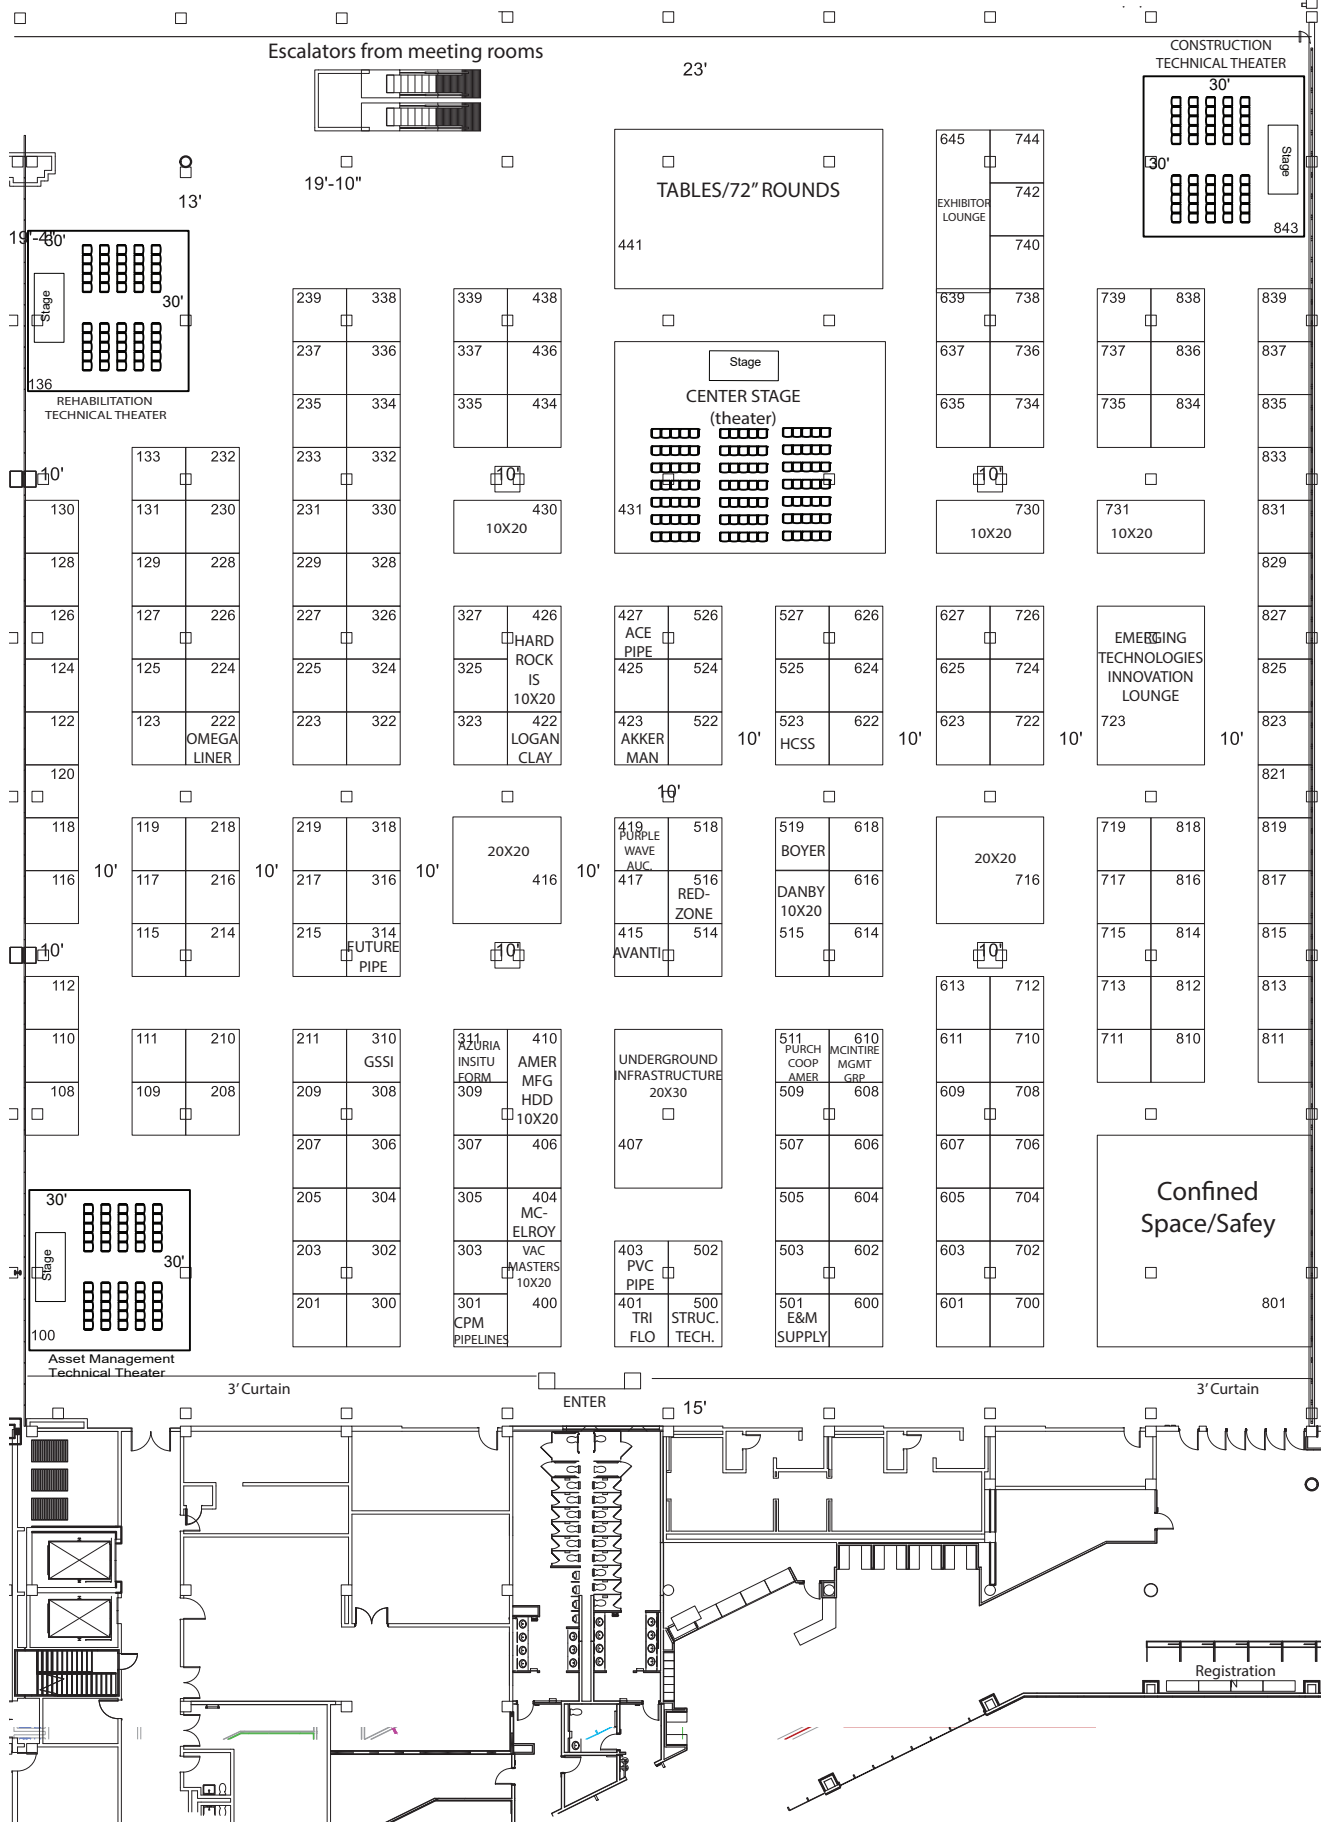 Escalators from meeting rooms
23'
CONSTRUCTION
TECHNICAL THEATER
30'
30'
Stage
843
19'-10"
13'
19'-4"
30'
30'
Stage
136
REHABILITATION
TECHNICAL THEATER
TABLES/72” ROUNDS
441
645 744
EXHIBITOR
LOUNGE
742
740
239 338 339 438 639 738 739 838 839
237 336 337 436 637 736 737 836 837
Stage
CENTER STAGE
(theater)
235 334 335 434 635 734 735 834 835
133 232 233 332 833
10' 10' 10'
130 131 230 231 330 430 431 730 731 831
10X20 10X20 10X20
128 129 228 229 328 829
126 127 226 227 326 327 426 427 526 527 626 627 726 827
HARD
ROCK
IS
10X20
ACE
PIPE
EMERGING
TECHNOLOGIES
INNOVATION
LOUNGE
124 125 224 225 324 325 425 524 525 624 625 724 825
122 123 222 223 322 323 422 423 522 523 622 623 722 723 823
OMEGA
LINER
LOGAN
CLAY
AKKER
MAN
HCSS
10' 10' 10' 10'
120 821
10'
118 119 218 219 318 419 518 519 618 719 818 819
PURPLE
WAVE
AUC.
BOYER
20X20 20X20
10' 10' 10' 10'
116 117 216 217 316 416 417 516 616 716 717 816 817
RED-
ZONE
DANBY
10X20
115 214 215 314 415 514 515 614 715 814 815
FUTURE
PIPE
AVANTI
10' 10' 10'
112 613 712 713 812 813
110 111 210 211 310 311 410 511 610 611 710 711 810 811
GSSI
AZURIA
INSITU
FORM
AMER
MFG
HDD
10X20
UNDERGROUND
INFRASTRUCTURE
20X30
PURCH
COOP
AMER
MCINTIRE
MGMT
GRP
108 109 208 209 308 309 509 608 609 708
207 306 307 406 407 507 606 607 706
205 304 305 404 505 604 605 704
MC-
ELROY
Confined
Space/Safey
801
30'
30'
Stage
100
Asset Management
Technical Theater
203 302 303 403 502 503 602 603 702
VAC
MASTERS
10X20
PVC
PIPE
201 300 301 400 401 500 501 600 601 700
CPM
PIPELINES
TRI
FLO
STRUC.
TECH.
E&M
SUPPLY
3’ Curtain
ENTER
15'
3’ Curtain
Registration
N